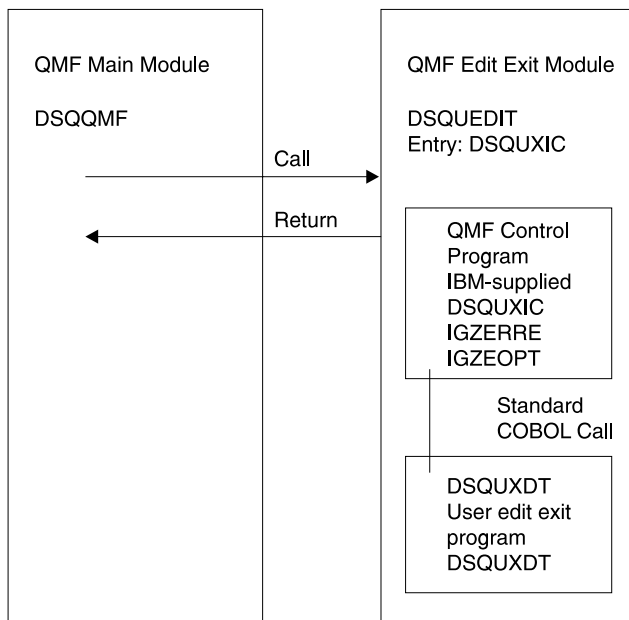 QMF Main Module
DSQQMF
Call
Return
QMF Edit Exit Module
DSQUEDIT
Entry: DSQUXIC
QMF Control
Program
IBM-supplied
DSQUXIC
IGZERRE
IGZEOPT
Standard
COBOL Call
DSQUXDT
User edit exit
program
DSQUXDT